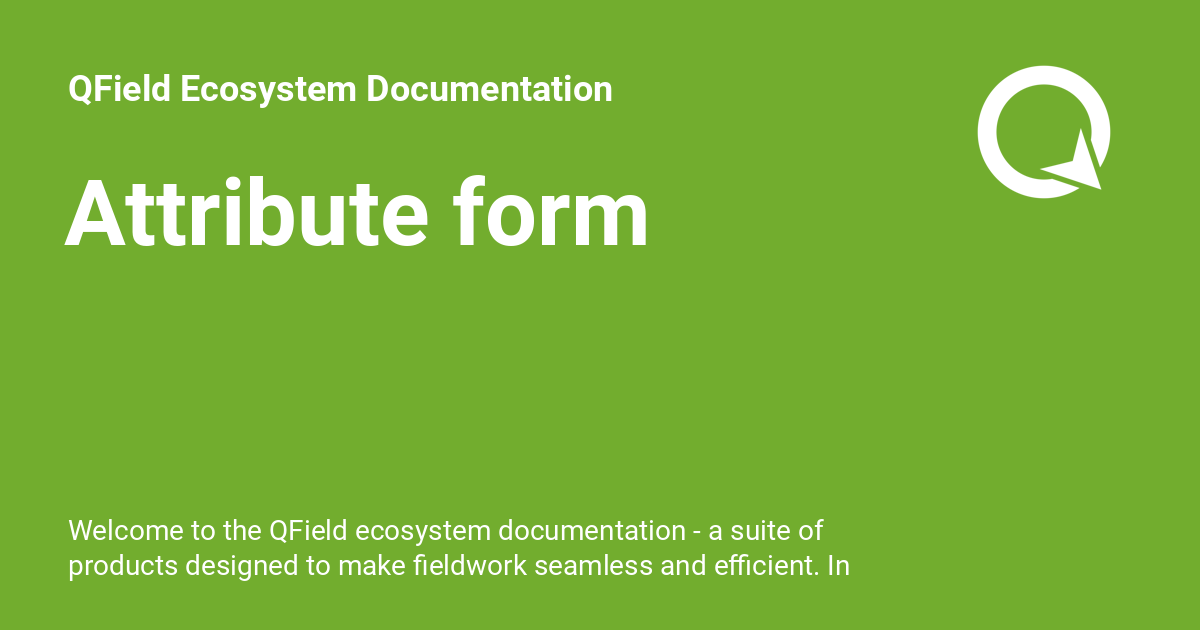 QField Ecosystem Documentation
Attribute form
Welcome to the QField ecosystem documentation - a suite of
products designed to make fieldwork seamless and efficient. In